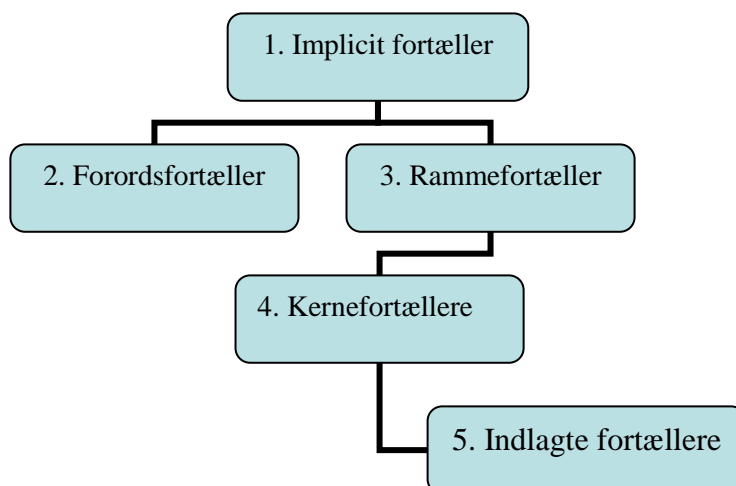 1. Implicit fortæller
2. Forordsfortæller
3. Rammefortæller
4. Kernefortællere
5. Indlagte fortællere